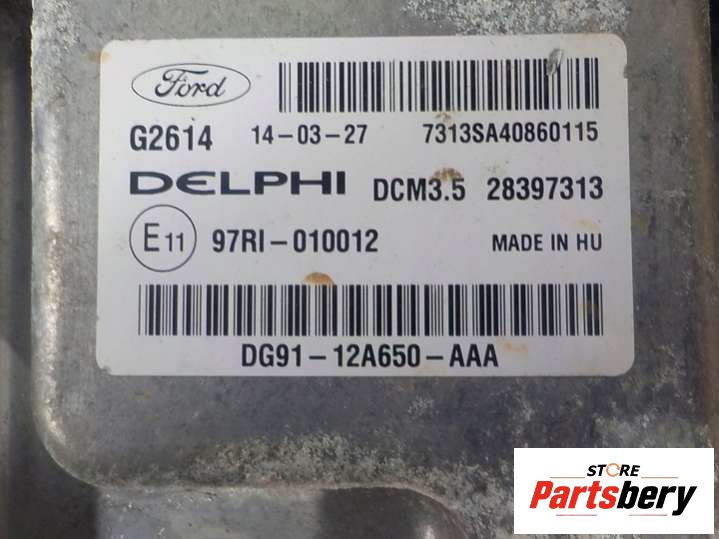 Ford
G2614 14-03-27 7313SA40860115
DELPHI DCM3.5 28397313
E11 97RI-010012 MADE IN HU
DG91-12A650-AAA
STORE
Partsbery